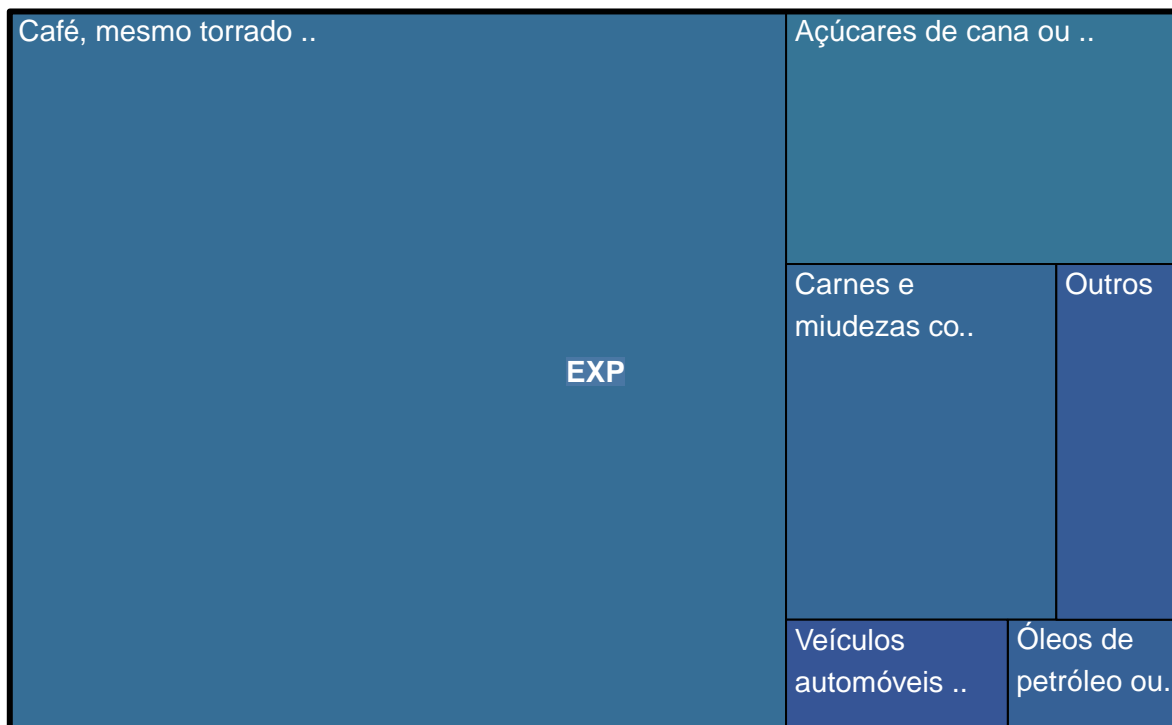 Café, mesmo torrado ..
Açúcares de cana ou ..
Carnes e
miudezas co..
Outros
EXP
Veículos
automóveis ..
Óleos de
petróleo ou.